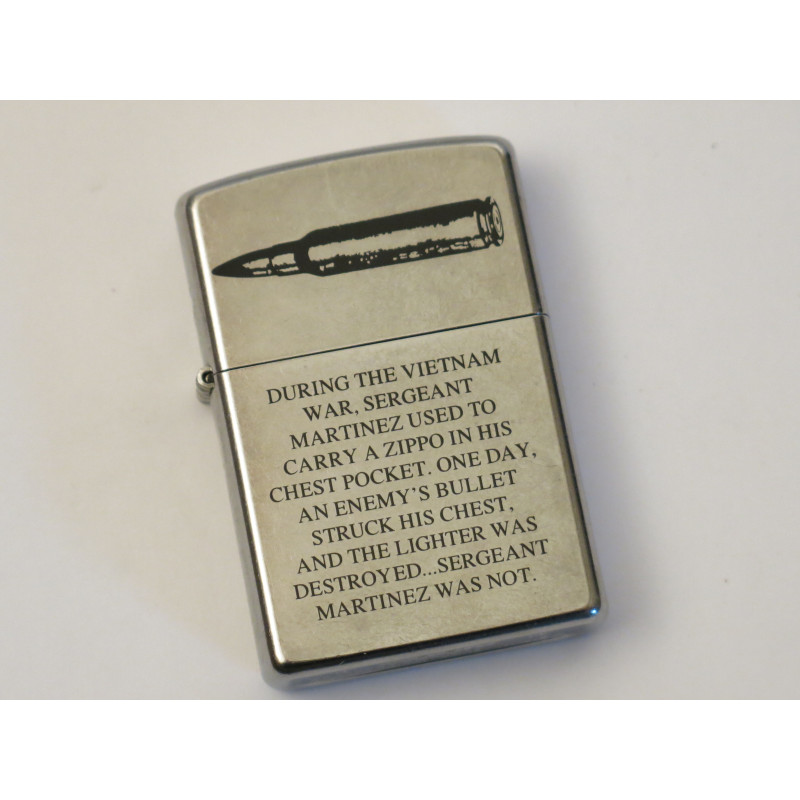 DURING THE VIETNAM
WAR, SERGEANT
MARTINEZ USED TO
CARRY A ZIPPO IN HIS
CHEST POCKET. ONE DAY,
AN ENEMY'S BULLET
STRUCK HIS CHEST,
AND THE LIGHTER WAS
DESTROYED...SERGEANT
MARTINEZ WAS NOT.